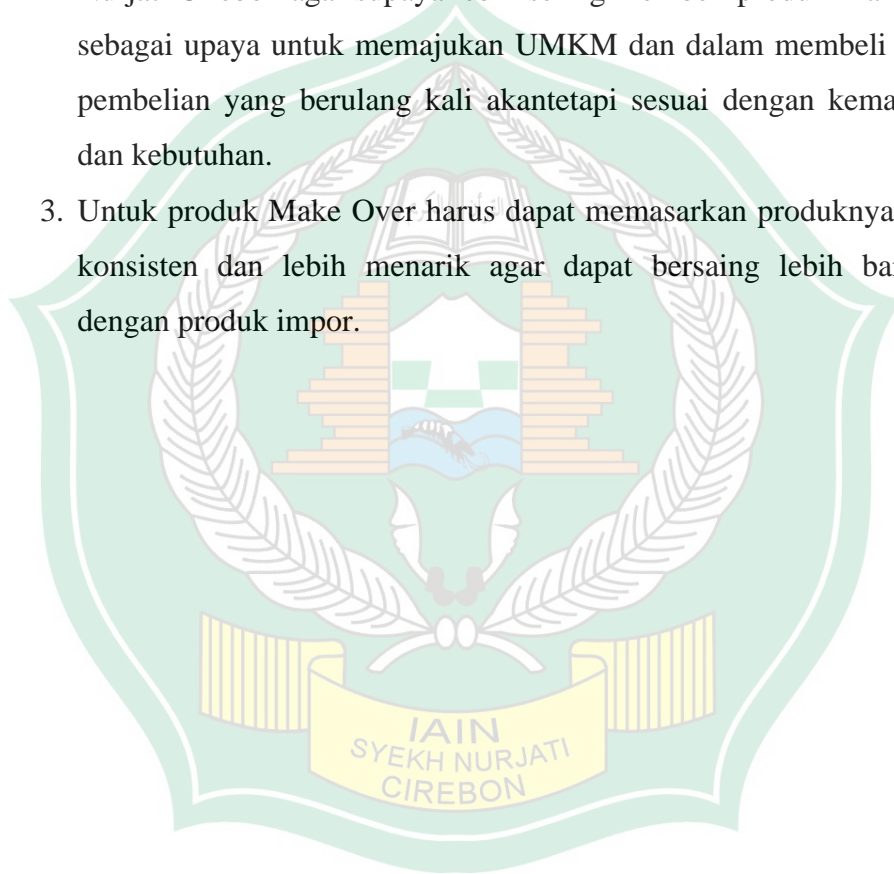 sebagai upaya untuk memajukan UMKM dan dalam membeli
pembelian yang berulang kali akantetapi sesuai dengan kema
dan kebutuhan.
3. Untuk produk Make Over harus dapat memasarkan produknya
konsisten dan lebih menarik agar dapat bersaing lebih ba
dengan produk impor.
IAIN
SYEKH NURJATI
CIREBON